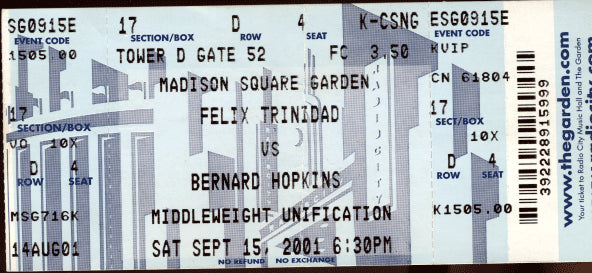 SG0915E 17 D 4 K-CSNG ESG0915E
EVENT CODE SECTION/BOX ROW SEAT EVENT CODE
1505.00 TOWER D GATE 52 FC 3.50 KVIP
MADISON SQUARE GARDEN CN 61804
17 FELIX TRINIDAD 17
SECTION/BOX SECT/BOX
VO 10X VS 10X
D 4 BERNARD HOPKINS D 4
ROW SEAT ROW SEAT
MSG716K MIDDLEWEIGHT UNIFICATION K1505.00
14AUG01 SAT SEPT 15, 2001 6:30PM
NO REFUND NO EXCHANGE
392228915999
www.thegarden.com
Your ticket to Radio City Music Hall and The Garden